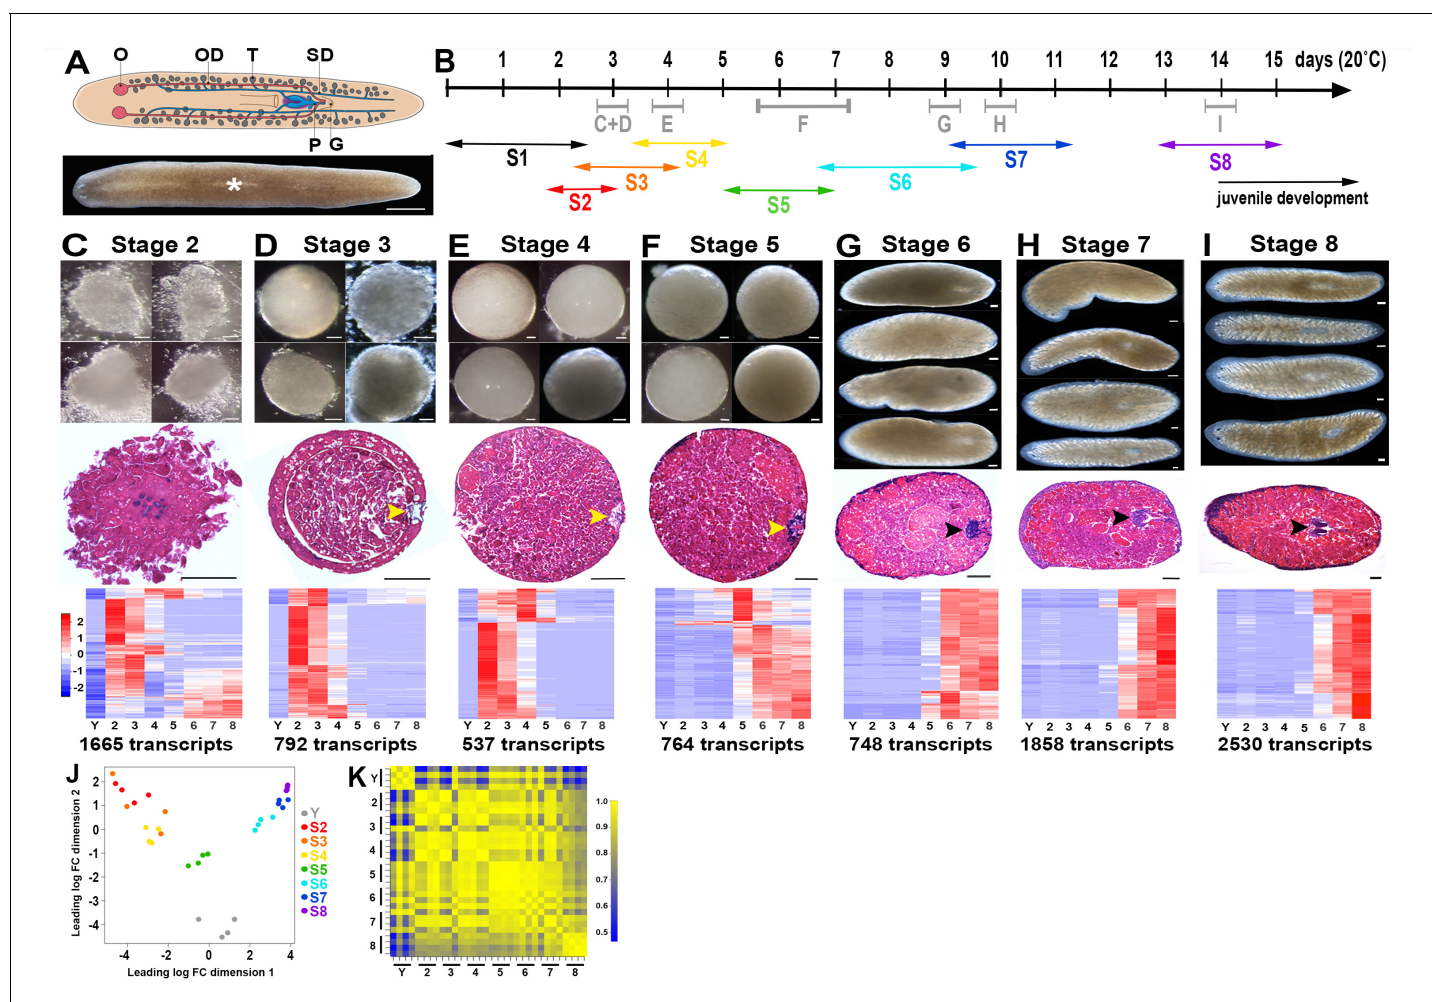 A
O OD T SD
P G
*
B
1 2 3 4 5 6 7 8 9 10 11 12 13 14 15 days (20˚C)
C+D E F G H I
S1 S4 S7 S8
S3 S6
S2 S5 juvenile development
C Stage 2 D Stage 3 E Stage 4 F Stage 5 G Stage 6 H Stage 7 I Stage 8
2
1
0
-1
-2
Y 2 3 4 5 6 7 8
Y 2 3 4 5 6 7 8
Y 2 3 4 5 6 7 8
Y 2 3 4 5 6 7 8
Y 2 3 4 5 6 7 8
Y 2 3 4 5 6 7 8
Y 2 3 4 5 6 7 8
1665 transcripts 792 transcripts 537 transcripts 764 transcripts 748 transcripts 1858 transcripts 2530 transcripts
J
Leading log FC dimension 2
2
1
0
-1
-2
-3
-4
-4 -2 0 2 4
Leading log FC dimension 1
Y
S2
S3
S4
S5
S6
S7
S8
K
Y
2
3
4
5
6
7
8
Y 2 3 4 5 6 7 8
1.0
0.9
0.8
0.7
0.6
0.5